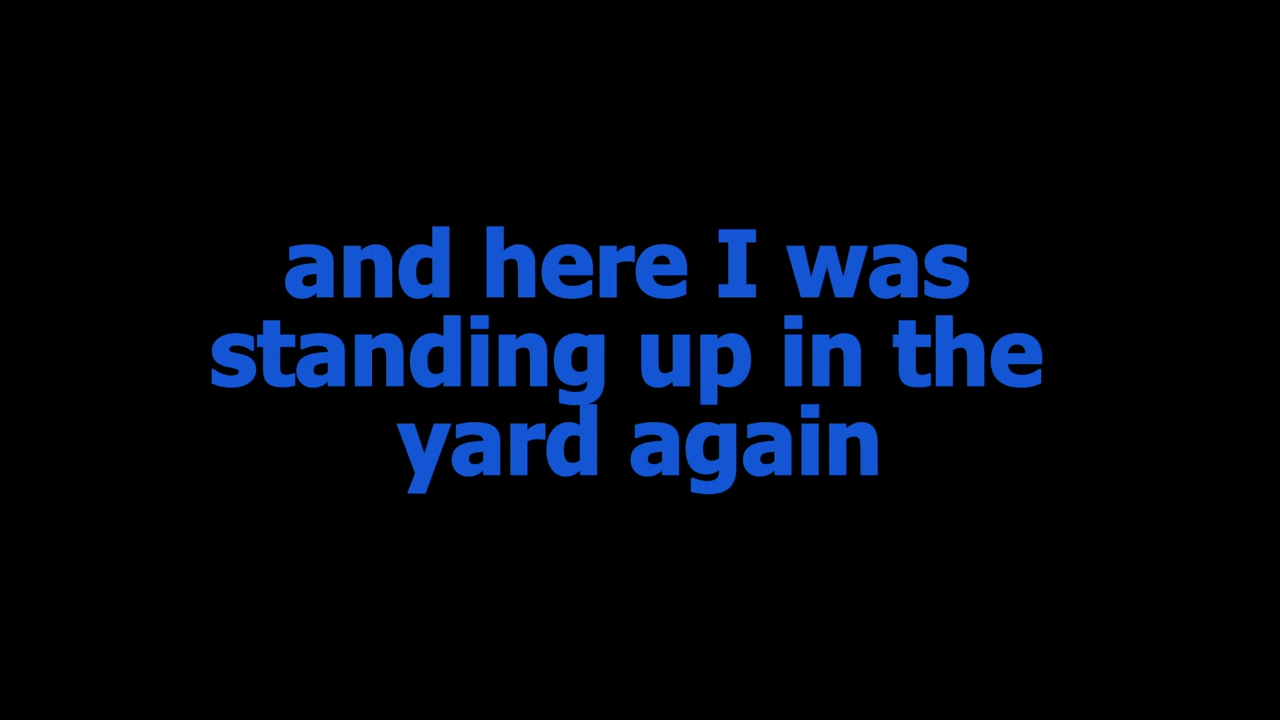 and here I was
standing up in the
yard again